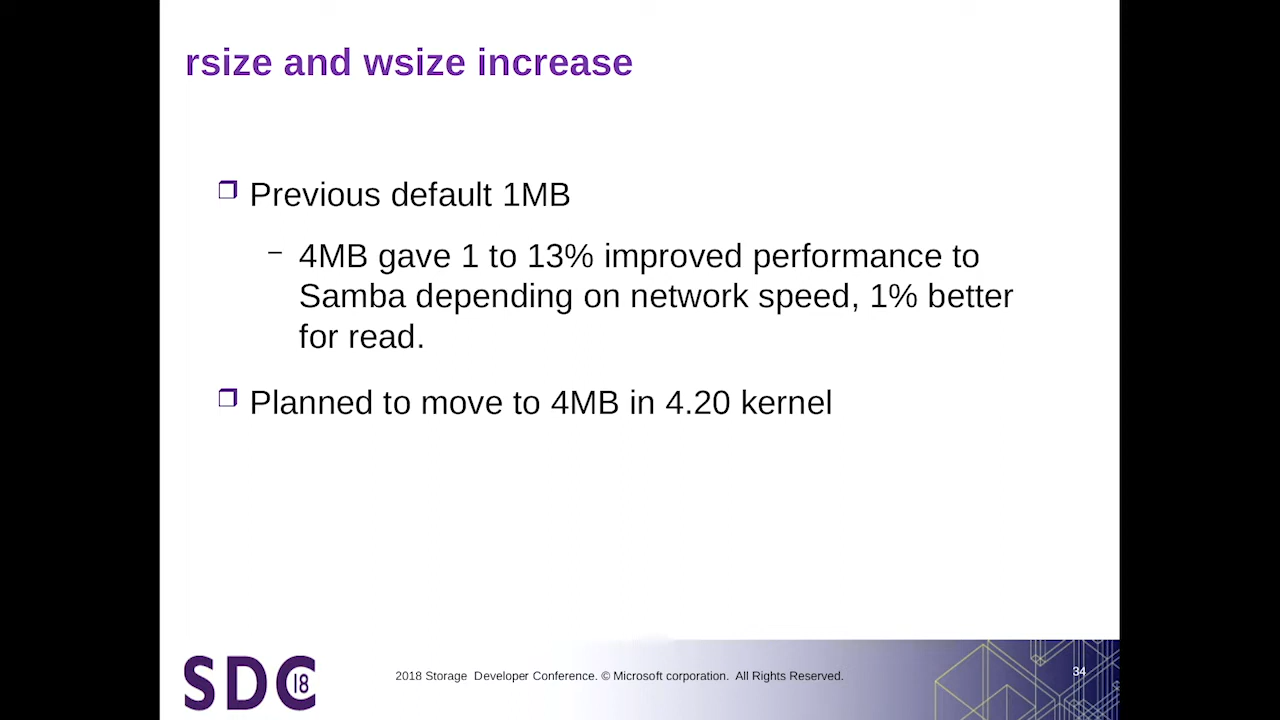 rsize and wsize increase
Previous default 1MB
– 4MB gave 1 to 13% improved performance to
Samba depending on network speed, 1% better
for read.
Planned to move to 4MB in 4.20 kernel
SDC 18
2018 Storage Developer Conference. © Microsoft corporation. All Rights Reserved.
34